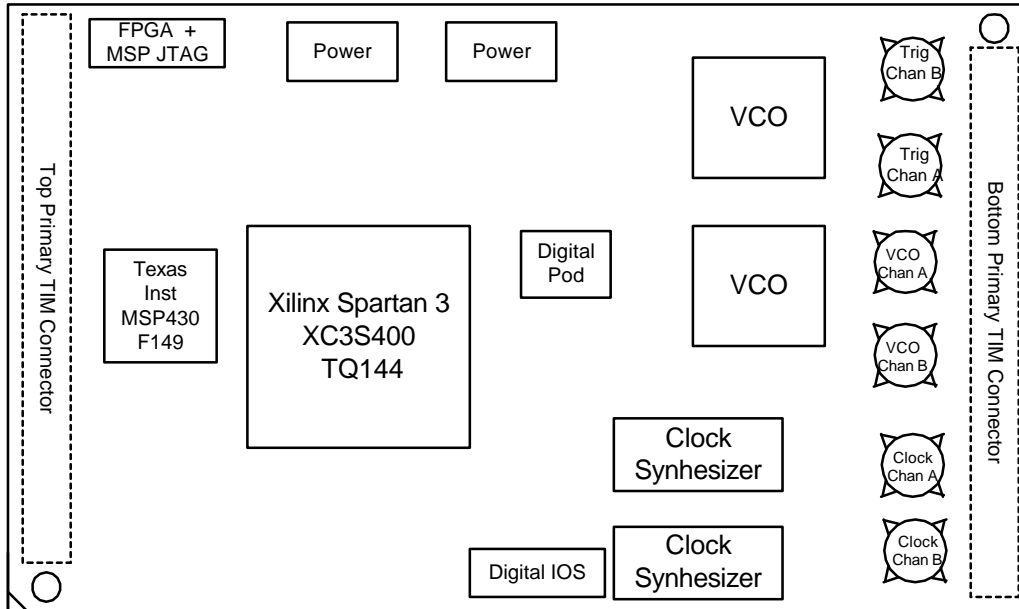 FPGA +
MSP JTAG
Power
Power
VCO
Trig
Chan B
Trig
Chan A
Top Primary TIM Connector
Bottom Primary TIM Connector
Texas
Inst
MSP430
F149
Xilinx Spartan 3
XC3S400
TQ144
Digital
Pod
VCO
VCO
Chan A
VCO
Chan B
Clock
Synhesizer
Clock
Chan A
Digital IOS
Clock
Synhesizer
Clock
Chan B